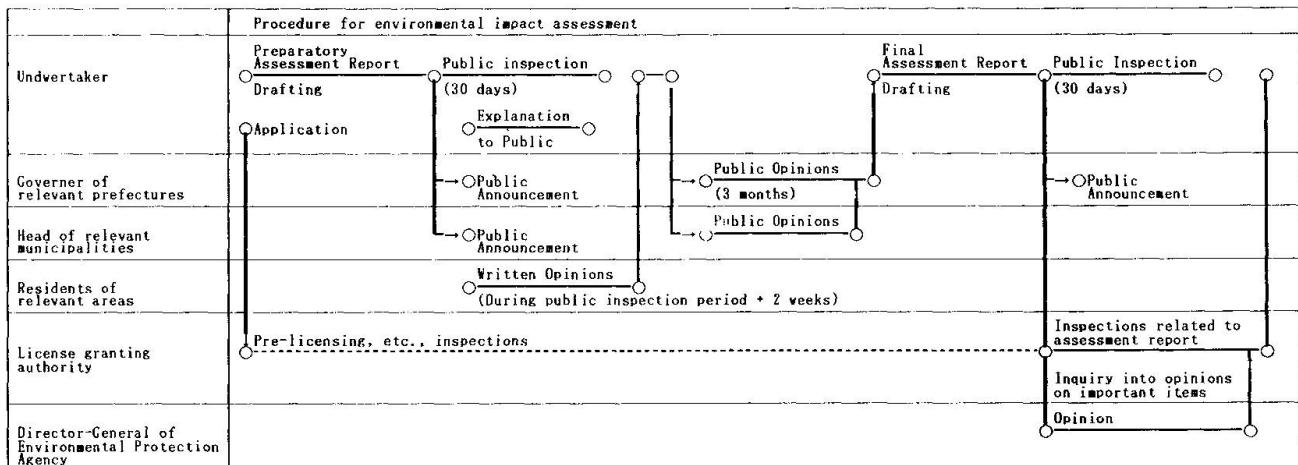 Procedure for environmental impact assessment
Undwertaker
Preparatory
Assessment Report
Drafting
Public inspection
(30 days)
Final
Assessment Report
Drafting
Public Inspection
(30 days)
Application
Explanation
to Public
Governer of
relevant prefectures
Public
Announcement
Public Opinions
(3 months)
Public
Announcement
Head of relevant
municipalities
Public
Announcement
Public Opinions
Residents of
relevant areas
Written Opinions
(During public inspection period + 2 weeks)
License granting
authority
Pre-licensing, etc., inspections
Inspections related to
assessment report
Inquiry into opinions
on important items
Director-General of
Environmental Protection
Agency
Opinion